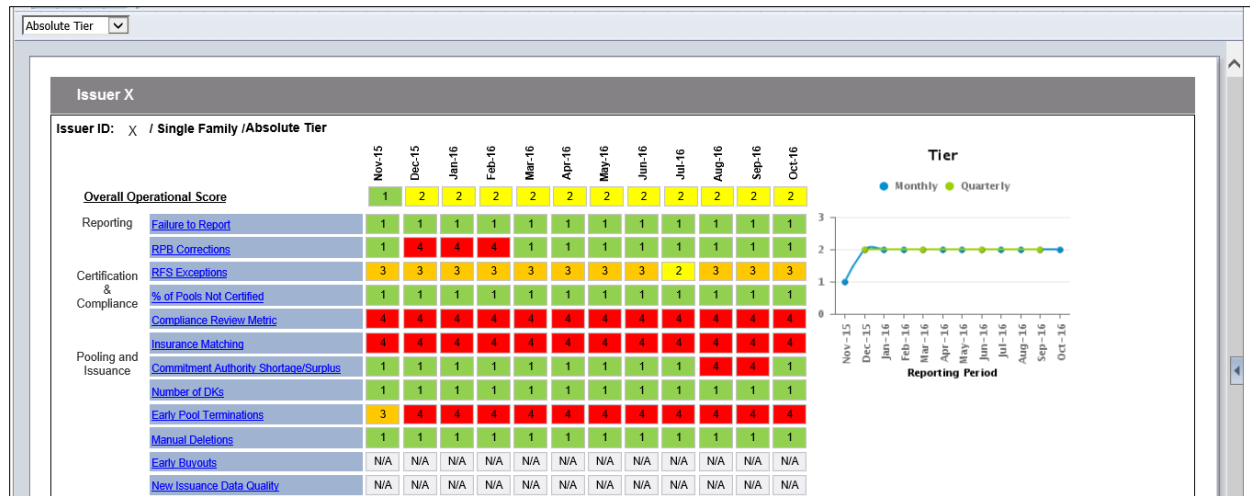 Absolute Tier
Issuer X
Issuer ID: X / Single Family /Absolute Tier
Nov-15 Dec-15 Jan-16 Feb-16 Mar-16 Apr-16 May-16 Jun-16 Jul-16 Aug-16 Sep-16 Oct-16
Overall Operational Score 1 2 2 2 2 2 2 2 2 2 2 2
Reporting Failure to Report 1 1 1 1 1 1 1 1 1 1 1 1
RPB Corrections 1 4 4 4 1 1 1 1 1 1 1 1
Certification & Compliance RFS Exceptions 3 3 3 3 3 3 3 3 2 3 3 3
% of Pools Not Certified 1 1 1 1 1 1 1 1 1 1 1 1
Compliance Review Metric 4 4 4 4 4 4 4 4 4 4 4 4
Pooling and Issuance Insurance Matching 4 4 4 4 4 4 4 4 4 4 4 4
Commitment Authority Shortage/Surplus 1 1 1 1 1 1 1 1 1 4 4 1
Number of DKs 1 1 1 1 1 1 1 1 1 1 1 1
Early Pool Terminations 3 4 4 4 4 4 4 4 4 4 4 4
Manual Deletions 1 1 1 1 1 1 1 1 1 1 1 1
Early Buyouts N/A N/A N/A N/A N/A N/A N/A N/A N/A N/A N/A N/A
New Issuance Data Quality N/A N/A N/A N/A N/A N/A N/A N/A N/A N/A N/A N/A
Tier
Monthly Quarterly
3
2
1
0
Nov-15 Dec-15 Jan-16 Feb-16 Mar-16 Apr-16 May-16 Jun-16 Jul-16 Aug-16 Sep-16 Oct-16
Reporting Period